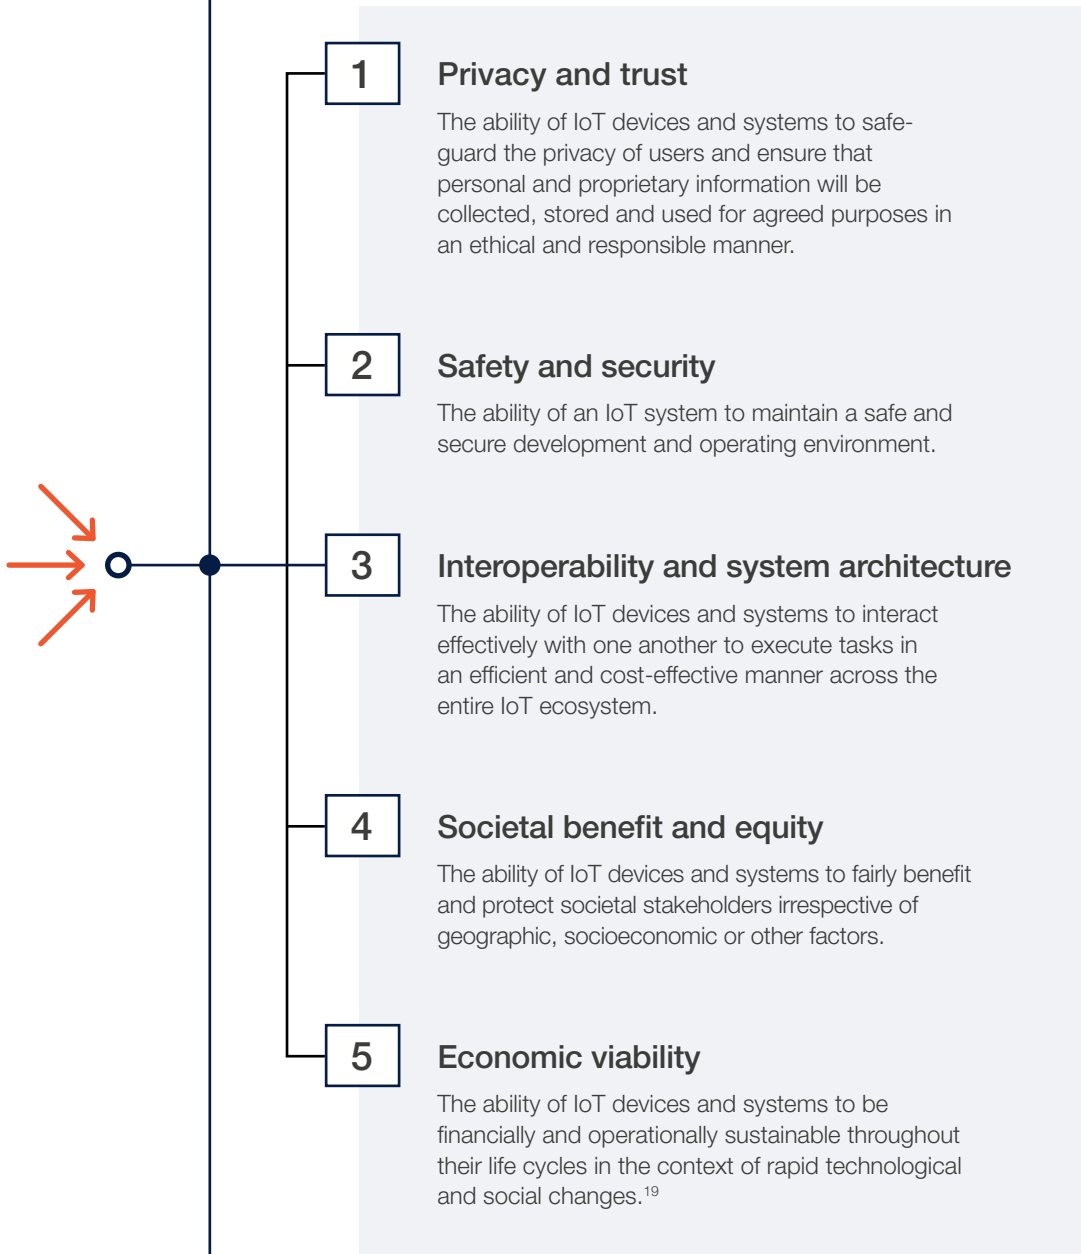 1
Privacy and trust
The ability of IoT devices and systems to safe-
guard the privacy of users and ensure that
personal and proprietary information will be
collected, stored and used for agreed purposes in
an ethical and responsible manner.
2
Safety and security
The ability of an IoT system to maintain a safe and
secure development and operating environment.
3
Interoperability and system architecture
The ability of IoT devices and systems to interact
effectively with one another to execute tasks in
an efficient and cost-effective manner across the
entire IoT ecosystem.
4
Societal benefit and equity
The ability of IoT devices and systems to fairly benefit
and protect societal stakeholders irrespective of
geographic, socioeconomic or other factors.
5
Economic viability
The ability of IoT devices and systems to be
financially and operationally sustainable throughout
their life cycles in the context of rapid technological
and social changes.19